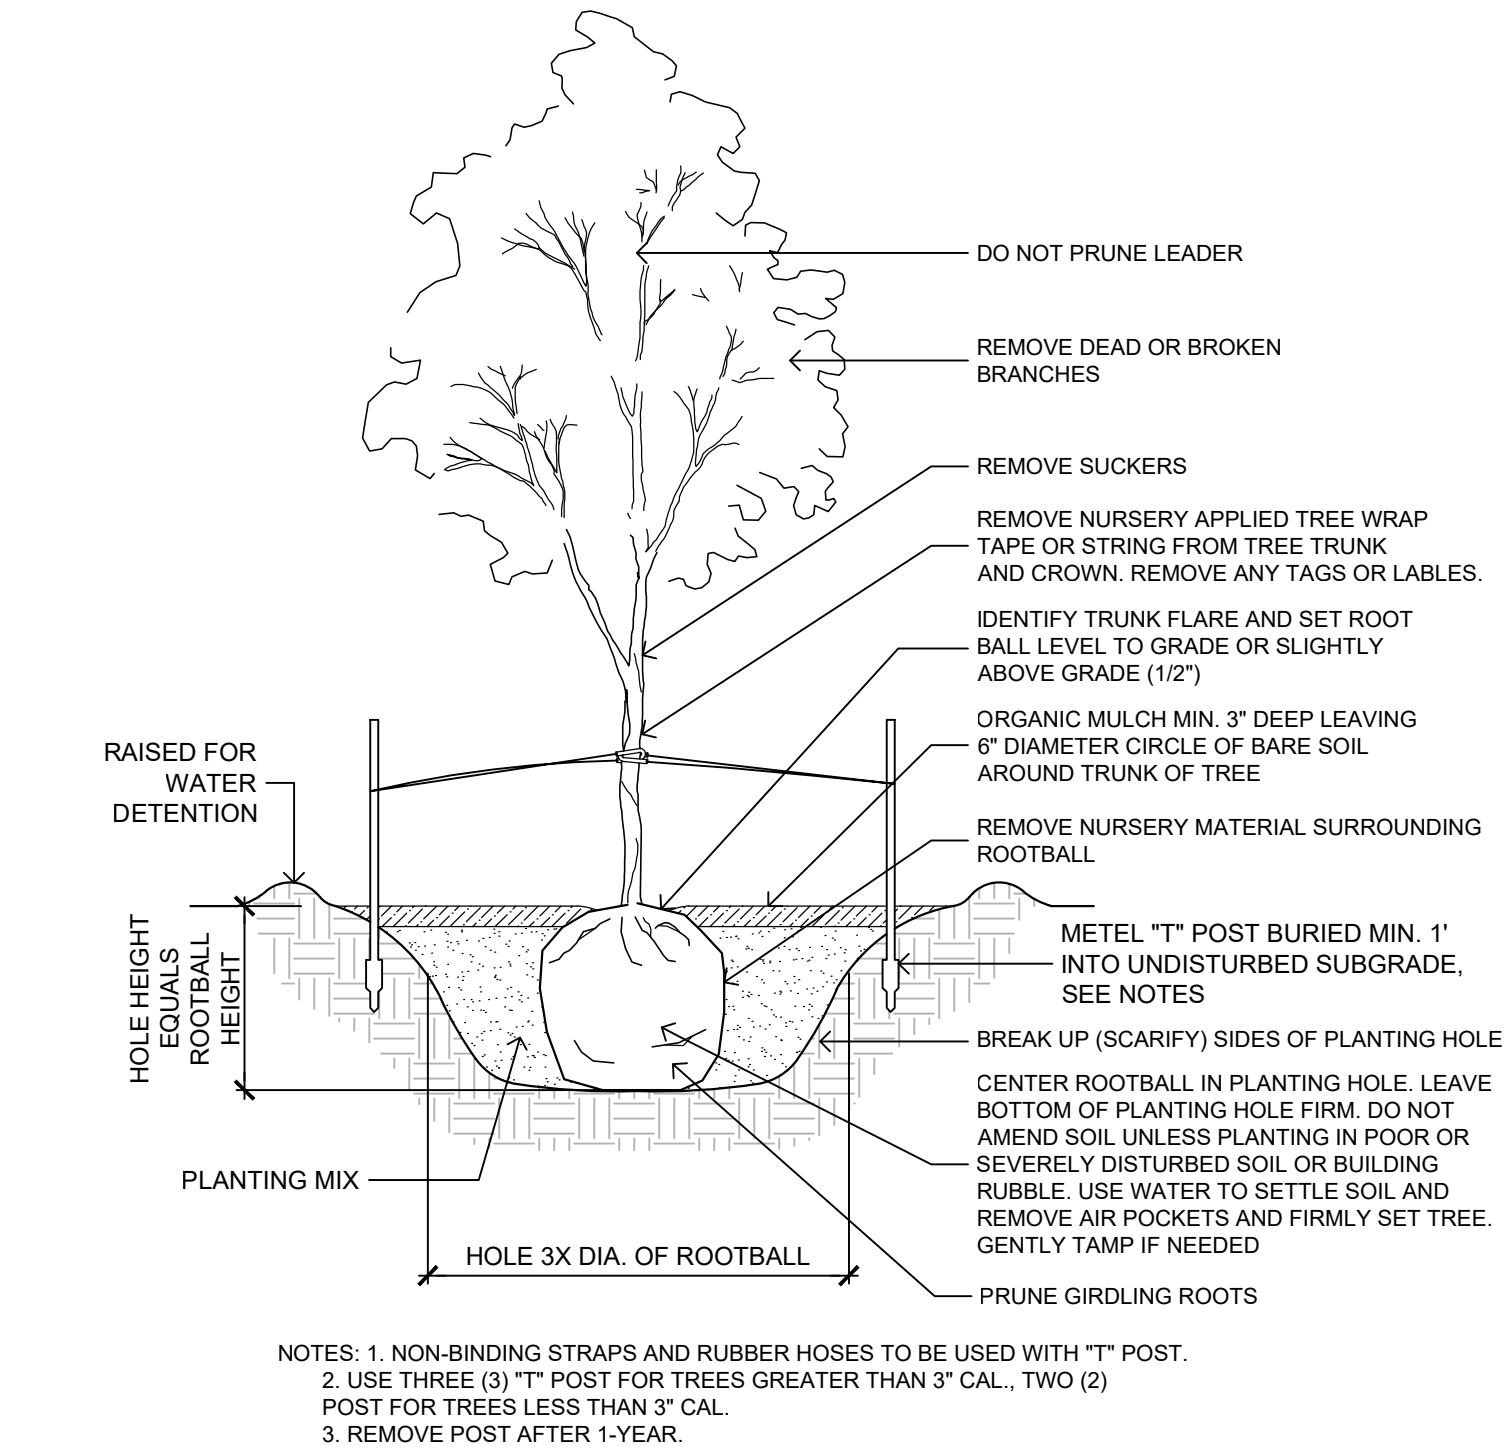 DO NOT PRUNE LEADER
REMOVE DEAD OR BROKEN
BRANCHES
REMOVE SUCKERS
REMOVE NURSERY APPLIED TREE WRAP
TAPE OR STRING FROM TREE TRUNK
AND CROWN. REMOVE ANY TAGS OR LABLES.
IDENTIFY TRUNK FLARE AND SET ROOT
BALL LEVEL TO GRADE OR SLIGHTLY
ABOVE GRADE (1/2")
ORGANIC MULCH MIN. 3" DEEP LEAVING
6" DIAMETER CIRCLE OF BARE SOIL
AROUND TRUNK OF TREE
RAISED FOR
WATER
DETENTION
REMOVE NURSERY MATERIAL SURROUNDING
ROOTBALL
HOLE HEIGHT
EQUALS
ROOTBALL
HEIGHT
METEL "T" POST BURIED MIN. 1'
INTO UNDISTURBED SUBGRADE,
SEE NOTES
BREAK UP (SCARIFY) SIDES OF PLANTING HOLE
CENTER ROOTBALL IN PLANTING HOLE. LEAVE
BOTTOM OF PLANTING HOLE FIRM. DO NOT
AMEND SOIL UNLESS PLANTING IN POOR OR
SEVERELY DISTURBED SOIL OR BUILDING
RUBBLE. USE WATER TO SETTLE SOIL AND
REMOVE AIR POCKETS AND FIRMLY SET TREE.
GENTLY TAMP IF NEEDED
PLANTING MIX
HOLE 3X DIA. OF ROOTBALL
PRUNE GIRDLING ROOTS
NOTES: 1. NON-BINDING STRAPS AND RUBBER HOSES TO BE USED WITH "T" POST.
2. USE THREE (3) "T" POST FOR TREES GREATER THAN 3" CAL., TWO (2)
POST FOR TREES LESS THAN 3" CAL.
3. REMOVE POST AFTER 1-YEAR.